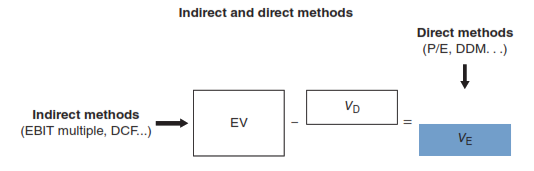 Indirect and direct methods
Direct methods
(P/E, DDM. . .)
Indirect methods
(EBIT multiple, DCF...)
EV
–
VD
=
VE